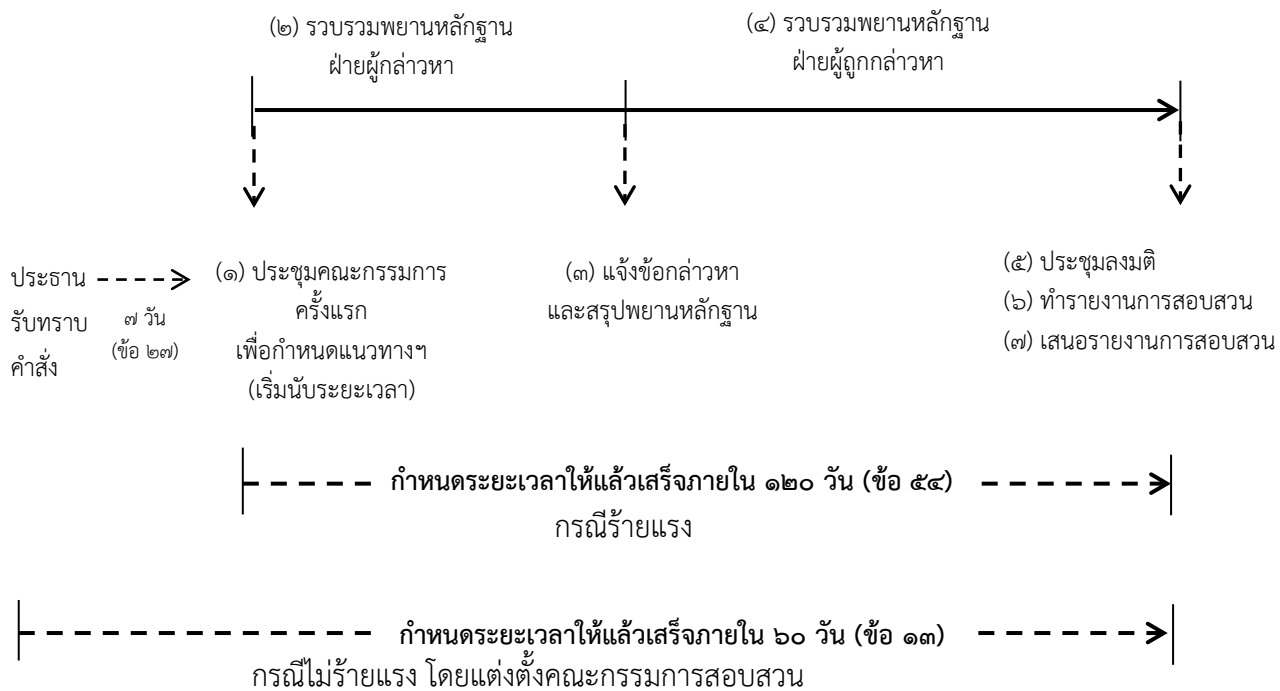 (๒) รวบรวมพยานหลักฐาน
ฝ่ายผู้กล่าวหา
(๔) รวบรวมพยานหลักฐาน
ฝ่ายผู้ถูกกล่าวหา
ประธาน
รับทราบ
คำสั่ง
๗ วัน
(ข้อ ๒๗)
(๑) ประชุมคณะกรรมการ
ครั้งแรก
เพื่อกำหนดแนวทางฯ
(เริ่มนับระยะเวลา)
(๓) แจ้งข้อกล่าวหา
และสรุปพยานหลักฐาน
(๕) ประชุมลงมติ
(๖) ทำรายงานการสอบสวน
(๗) เสนอรายงานการสอบสวน
กำหนดระยะเวลาให้แล้วเสร็จภายใน ๑๒๐ วัน (ข้อ ๕๔)
กรณีร้ายแรง
กำหนดระยะเวลาให้แล้วเสร็จภายใน ๖๐ วัน (ข้อ ๑๓)
กรณีไม่ร้ายแรง โดยแต่งตั้งคณะกรรมการสอบสวน